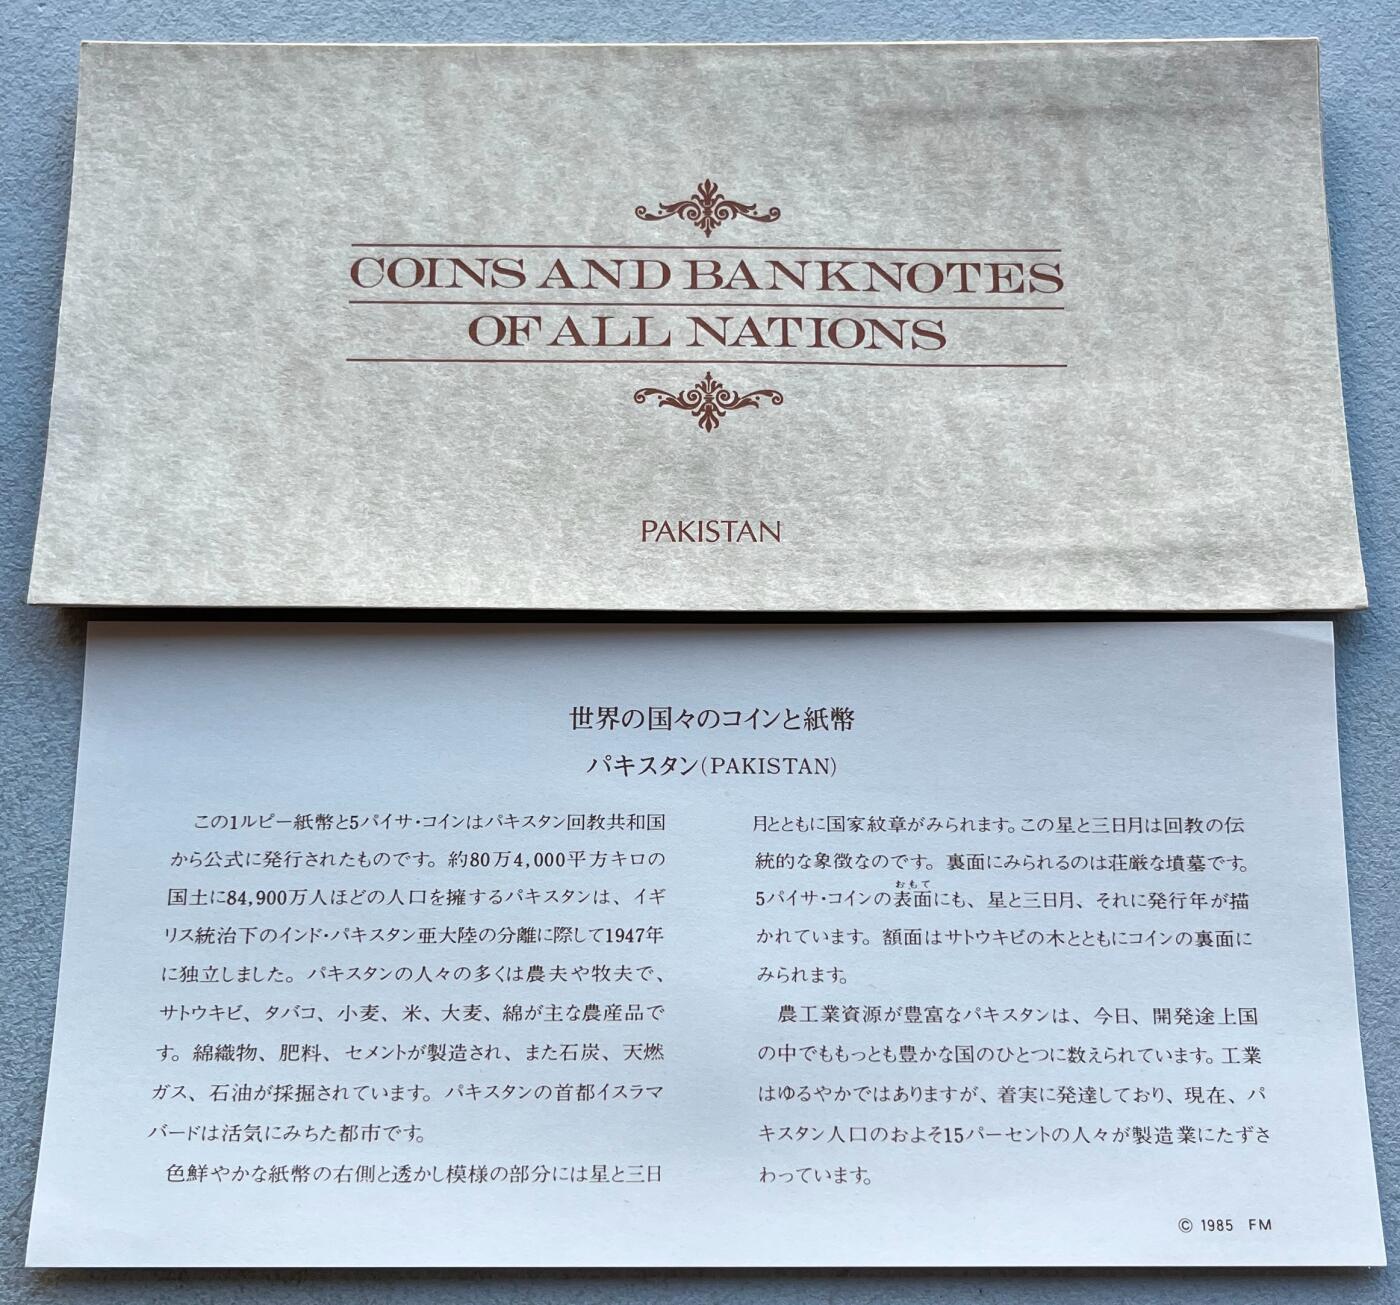 COINS AND BANKNOTES
OF ALL NATIONS
PAKISTAN
世界の国々のコインと紙幣
パキスタン(PAKISTAN)
この1ルピー紙幣と5パイサ・コインはパキスタン回教共和国
から公式に発行されたものです。約80万4,000平方キロの
国土に84,900万人ほどの人口を擁するパキスタンは、イギ
リス統治下のインド・パキスタン亜大陸の分離に際して1947年
に独立しました。パキスタンの人々の多くは農夫や牧夫で、
サトウキビ、タバコ、小麦、米、大麦、綿が主な農産品で
す。綿織物、肥料、セメントが製造され、また石炭、天燃
ガス、石油が採掘されています。パキスタンの首都イスラマ
バードは活気にみちた都市です。
色鮮やかな紙幣の右側と透かし模様の部分には星と三日
月とともに国家紋章がみられます。この星と三日月は回教の伝
統的な象徴なのです。裏面にみられるのは荘厳な墳墓です。
おもて
5パイサ・コインの表面にも、星と三日月、それに発行年が描
かれています。額面はサトウキビの木とともにコインの裏面に
みられます。
農工業資源が豊富なパキスタンは、今日、開発途上国
の中でももっとも豊かな国のひとつに数えられています。工業
はゆるやかではありますが、着実に発達しており、現在、パ
キスタン人口のおよそ15パーセントの人々が製造業にたずさ
わっています。
© 1985 FM